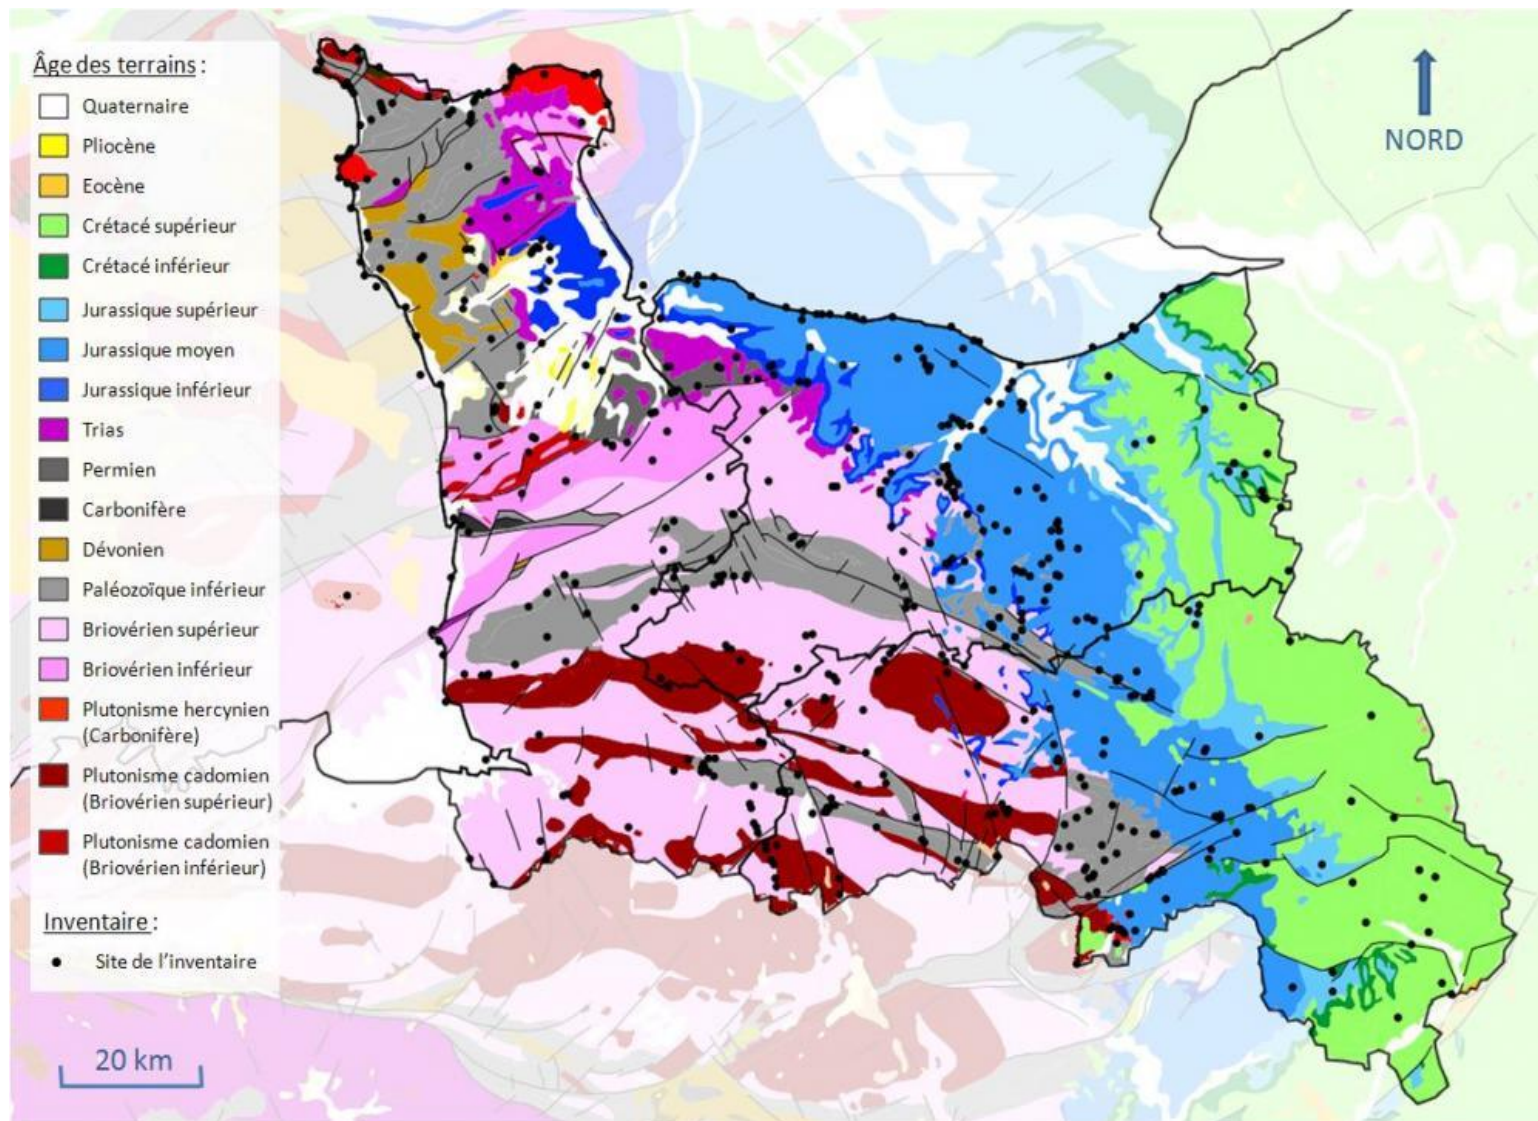 Âge des terrains :
Quaternaire
Pliocène
Eocène
Crétacé supérieur
Crétacé inférieur
Jurassique supérieur
Jurassique moyen
Jurassique inférieur
Trias
Permien
Carbonifère
Dévonien
Paléozoïque inférieur
Briovérien supérieur
Briovérien inférieur
Plutonisme hercynien
(Carbonifère)
Plutonisme cadomien
(Briovérien supérieur)
Plutonisme cadomien
(Briovérien inférieur)
Inventaire :
Site de l'inventaire
20 km
NORD